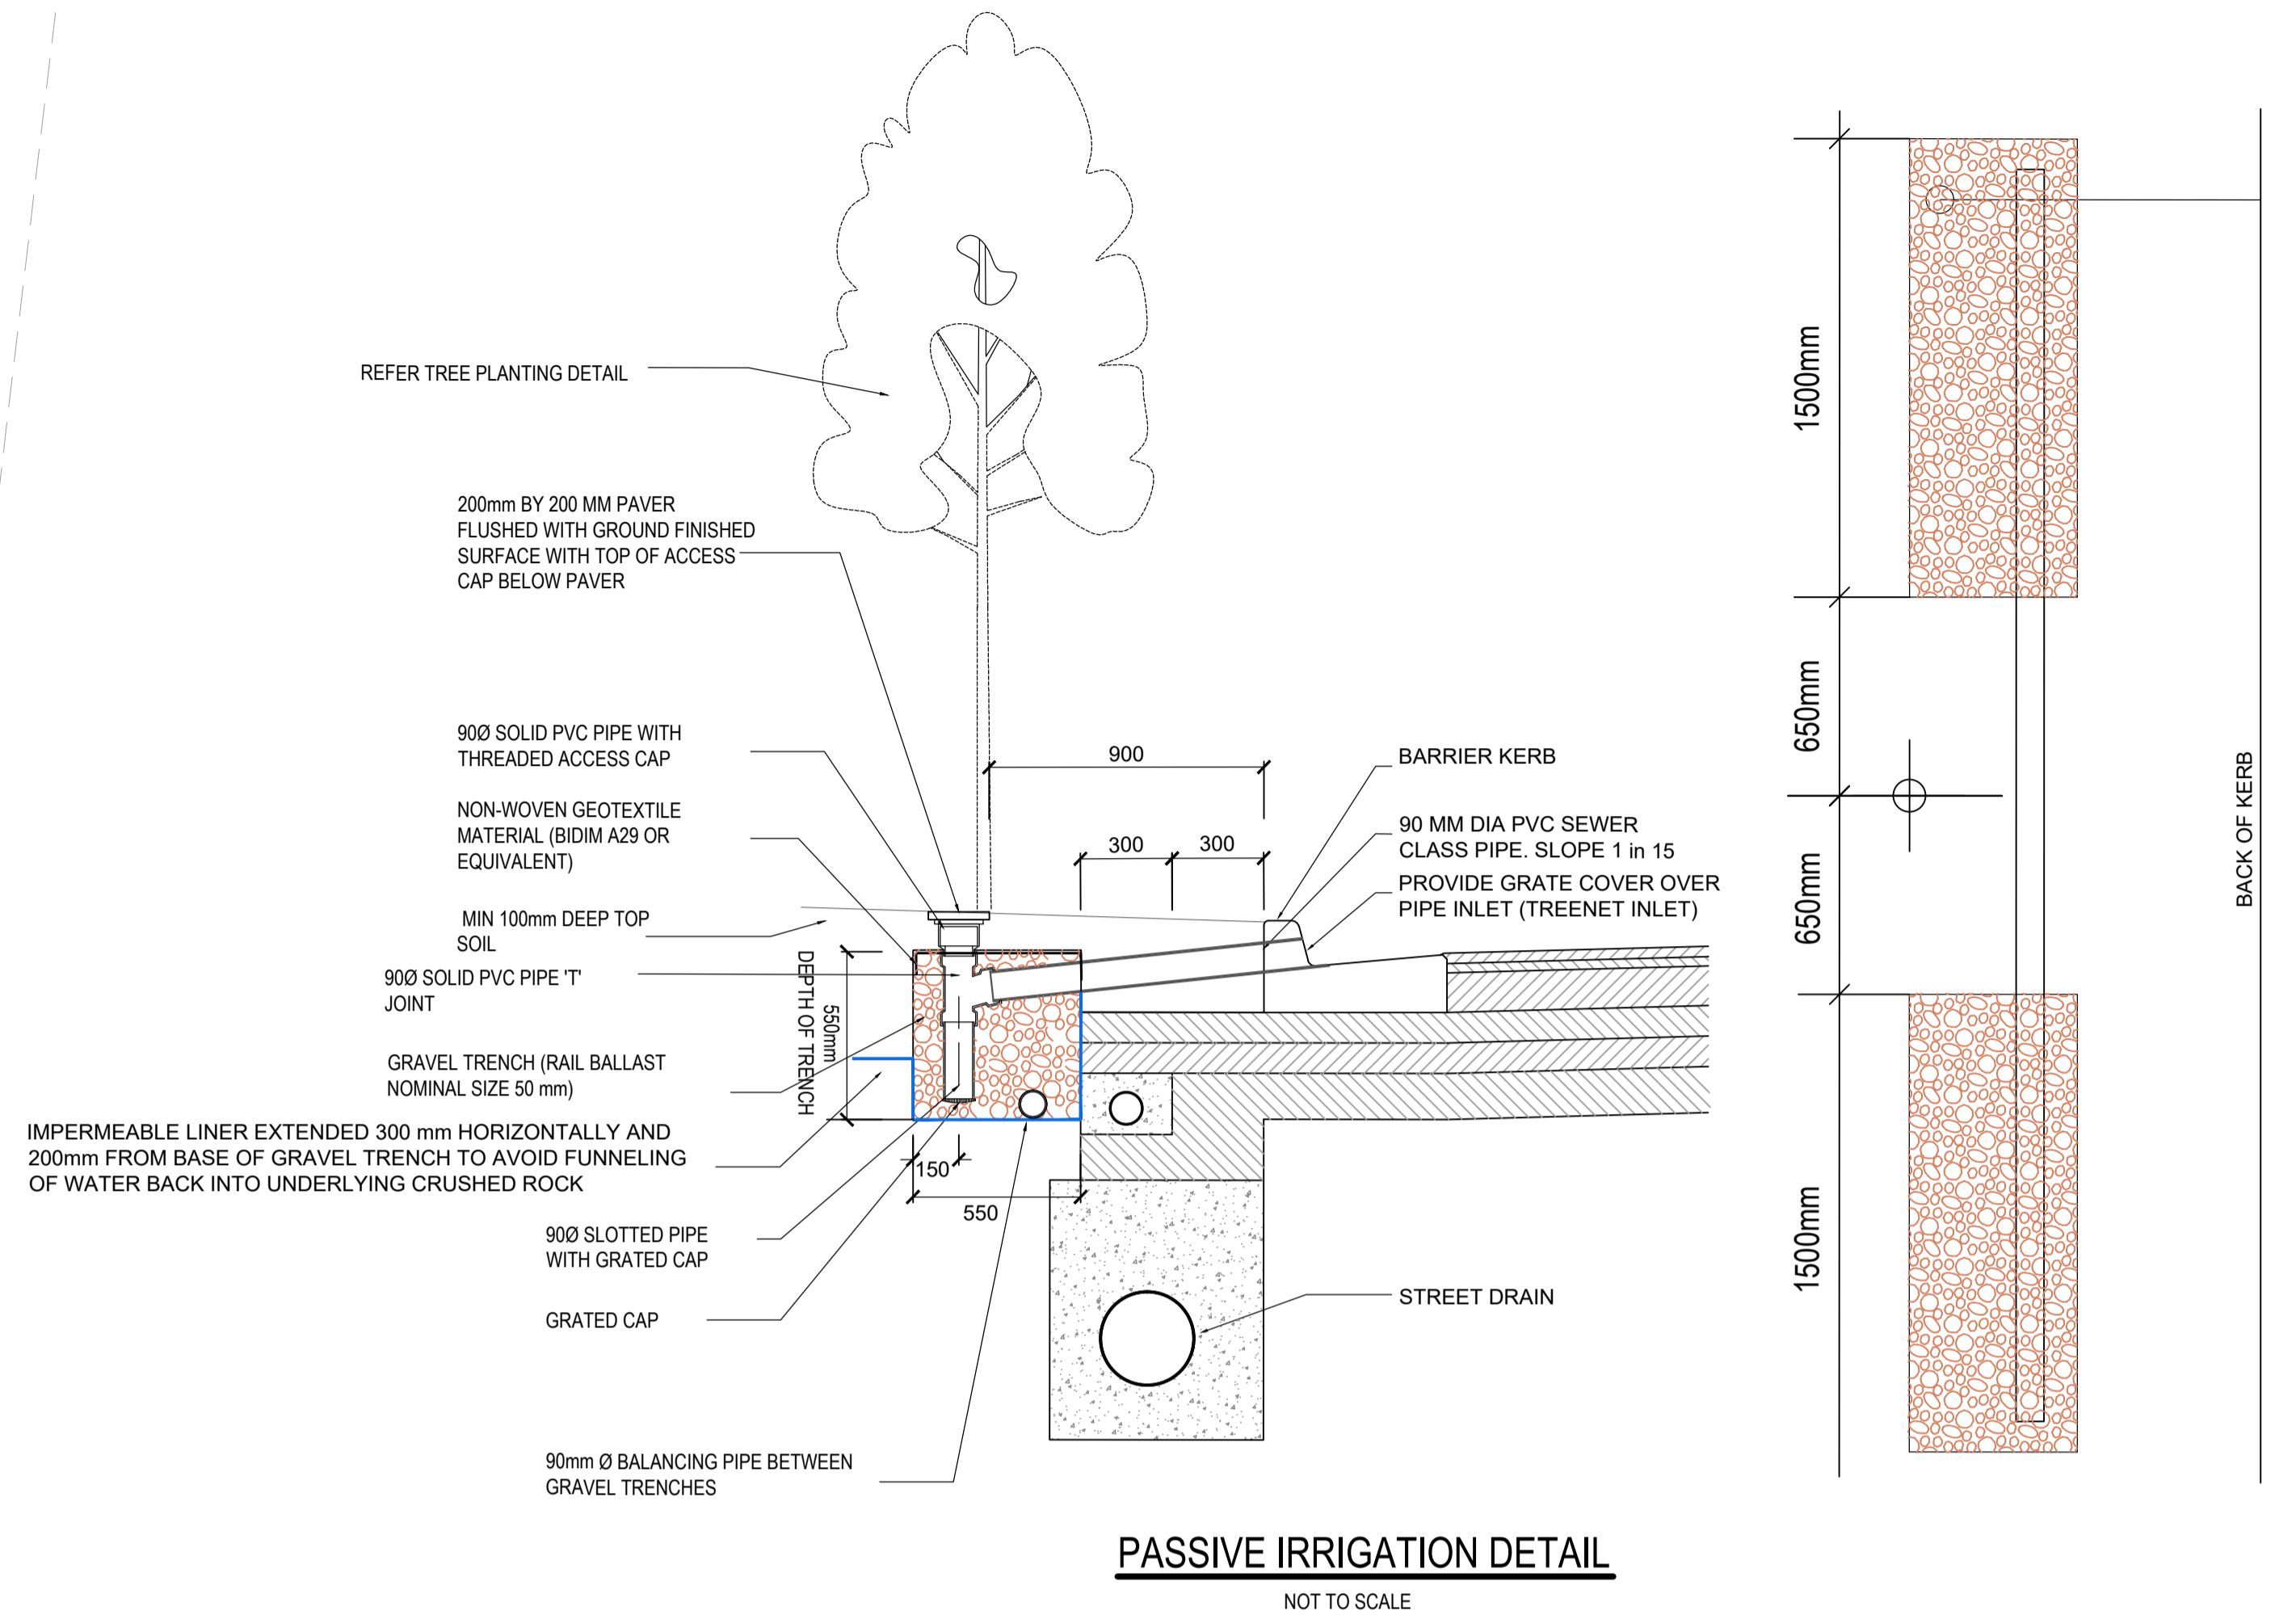 REFER TREE PLANTING DETAIL
200mm BY 200 MM PAVER
FLUSHED WITH GROUND FINISHED
SURFACE WITH TOP OF ACCESS
CAP BELOW PAVER
90Ø SOLID PVC PIPE WITH
THREADED ACCESS CAP
NON-WOVEN GEOTEXTILE
MATERIAL (BIDIM A29 OR
EQUIVALENT)
MIN 100mm DEEP TOP
SOIL
90Ø SOLID PVC PIPE 'T'
JOINT
GRAVEL TRENCH (RAIL BALLAST
NOMINAL SIZE 50 mm)
IMPERMEABLE LINER EXTENDED 300 mm HORIZONTALLY AND
200mm FROM BASE OF GRAVEL TRENCH TO AVOID FUNNELING
OF WATER BACK INTO UNDERLYING CRUSHED ROCK
90Ø SLOTTED PIPE
WITH GRATED CAP
GRATED CAP
90mm Ø BALANCING PIPE BETWEEN
GRAVEL TRENCHES
550mm
DEPTH OF TRENCH
150
550
900
300
300
BARRIER KERB
90 MM DIA PVC SEWER
CLASS PIPE. SLOPE 1 in 15
PROVIDE GRATE COVER OVER
PIPE INLET (TREENET INLET)
STREET DRAIN
1500mm
650mm
650mm
1500mm
BACK OF KERB
PASSIVE IRRIGATION DETAIL
NOT TO SCALE